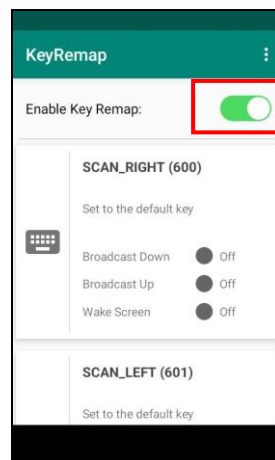 KeyRemap
Enable Key Remap:
SCAN_RIGHT (600)
Set to the default key
Broadcast Down Off
Broadcast Up Off
Wake Screen Off
SCAN_LEFT (601)
Set to the default key